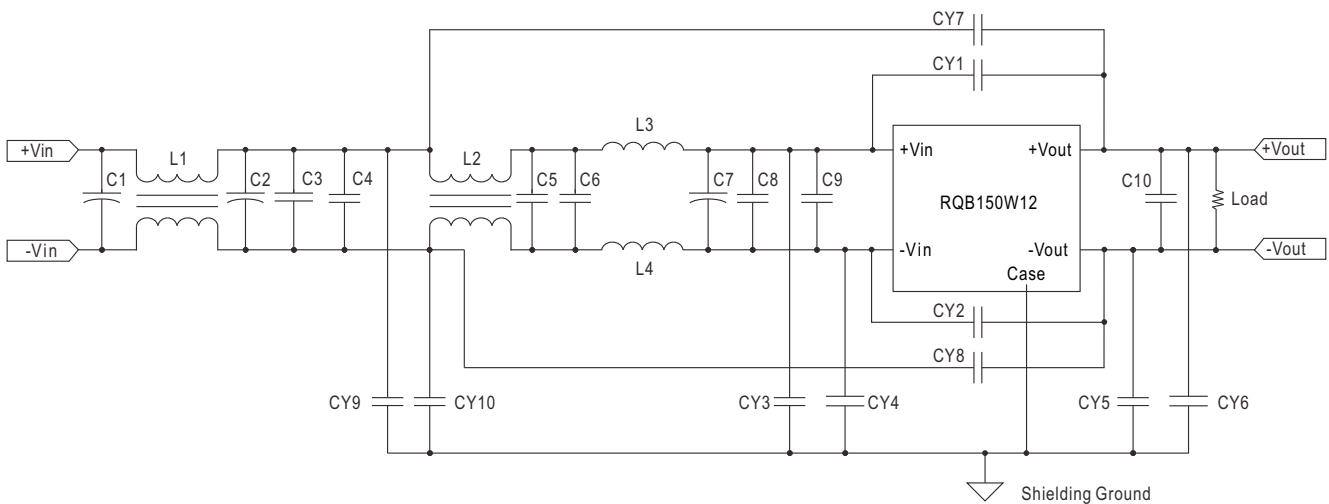 CY7
CY1
L3
+Vin
L1
L2
+Vin
+Vout
+Vout
C1
C2
C3
C4
C5
C6
C7
C8
C9
RQB150W12
C10
Load
-Vin
L4
-Vin
-Vout
-Vout
Case
CY2
CY8
CY9
CY10
CY3
CY4
CY5
CY6
Shielding Ground